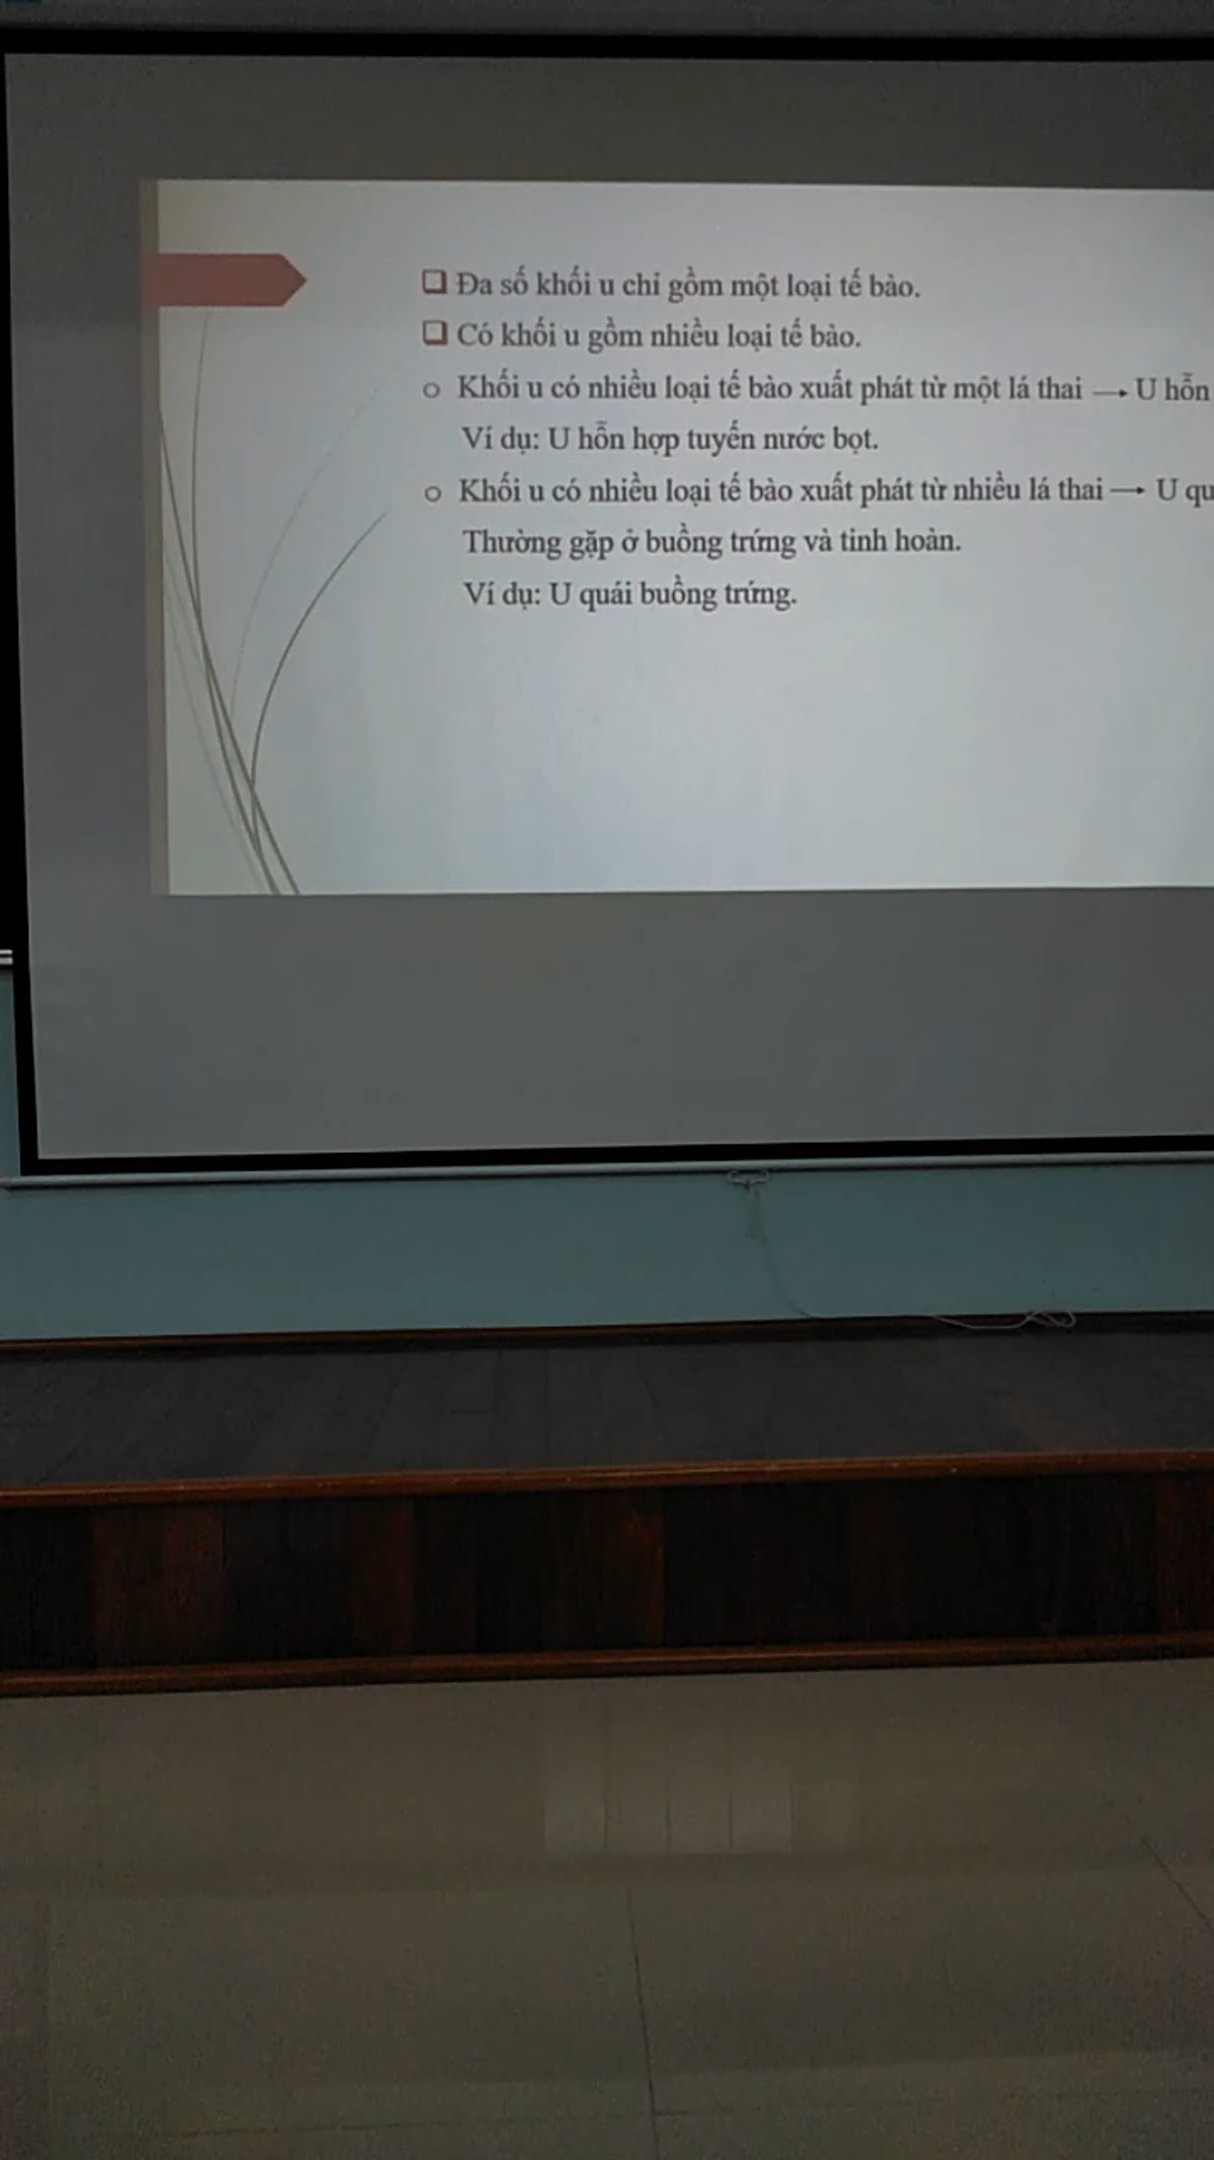 ❑ Đa số khối u chỉ gồm một loại tế bào.
❑ Có khối u gồm nhiều loại tế bào.
o Khối u có nhiều loại tế bào xuất phát từ một lá thai → U hỗn
Ví dụ: U hỗn hợp tuyến nước bọt.
o Khối u có nhiều loại tế bào xuất phát từ nhiều lá thai → U qu
Thường gặp ở buồng trứng và tinh hoàn.
Ví dụ: U quái buồng trứng.